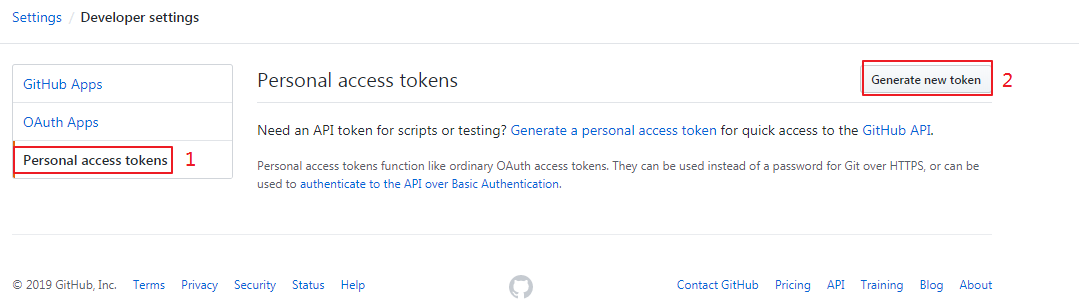 Settings / Developer settings
GitHub Apps
OAuth Apps
Personal access tokens 1
Personal access tokens
Generate new token 2
Need an API token for scripts or testing? Generate a personal access token for quick access to the GitHub API.
Personal access tokens function like ordinary OAuth access tokens. They can be used instead of a password for Git over HTTPS, or can be
used to authenticate to the API over Basic Authentication.
© 2019 GitHub, Inc. Terms Privacy Security Status Help Contact GitHub Pricing API Training Blog About